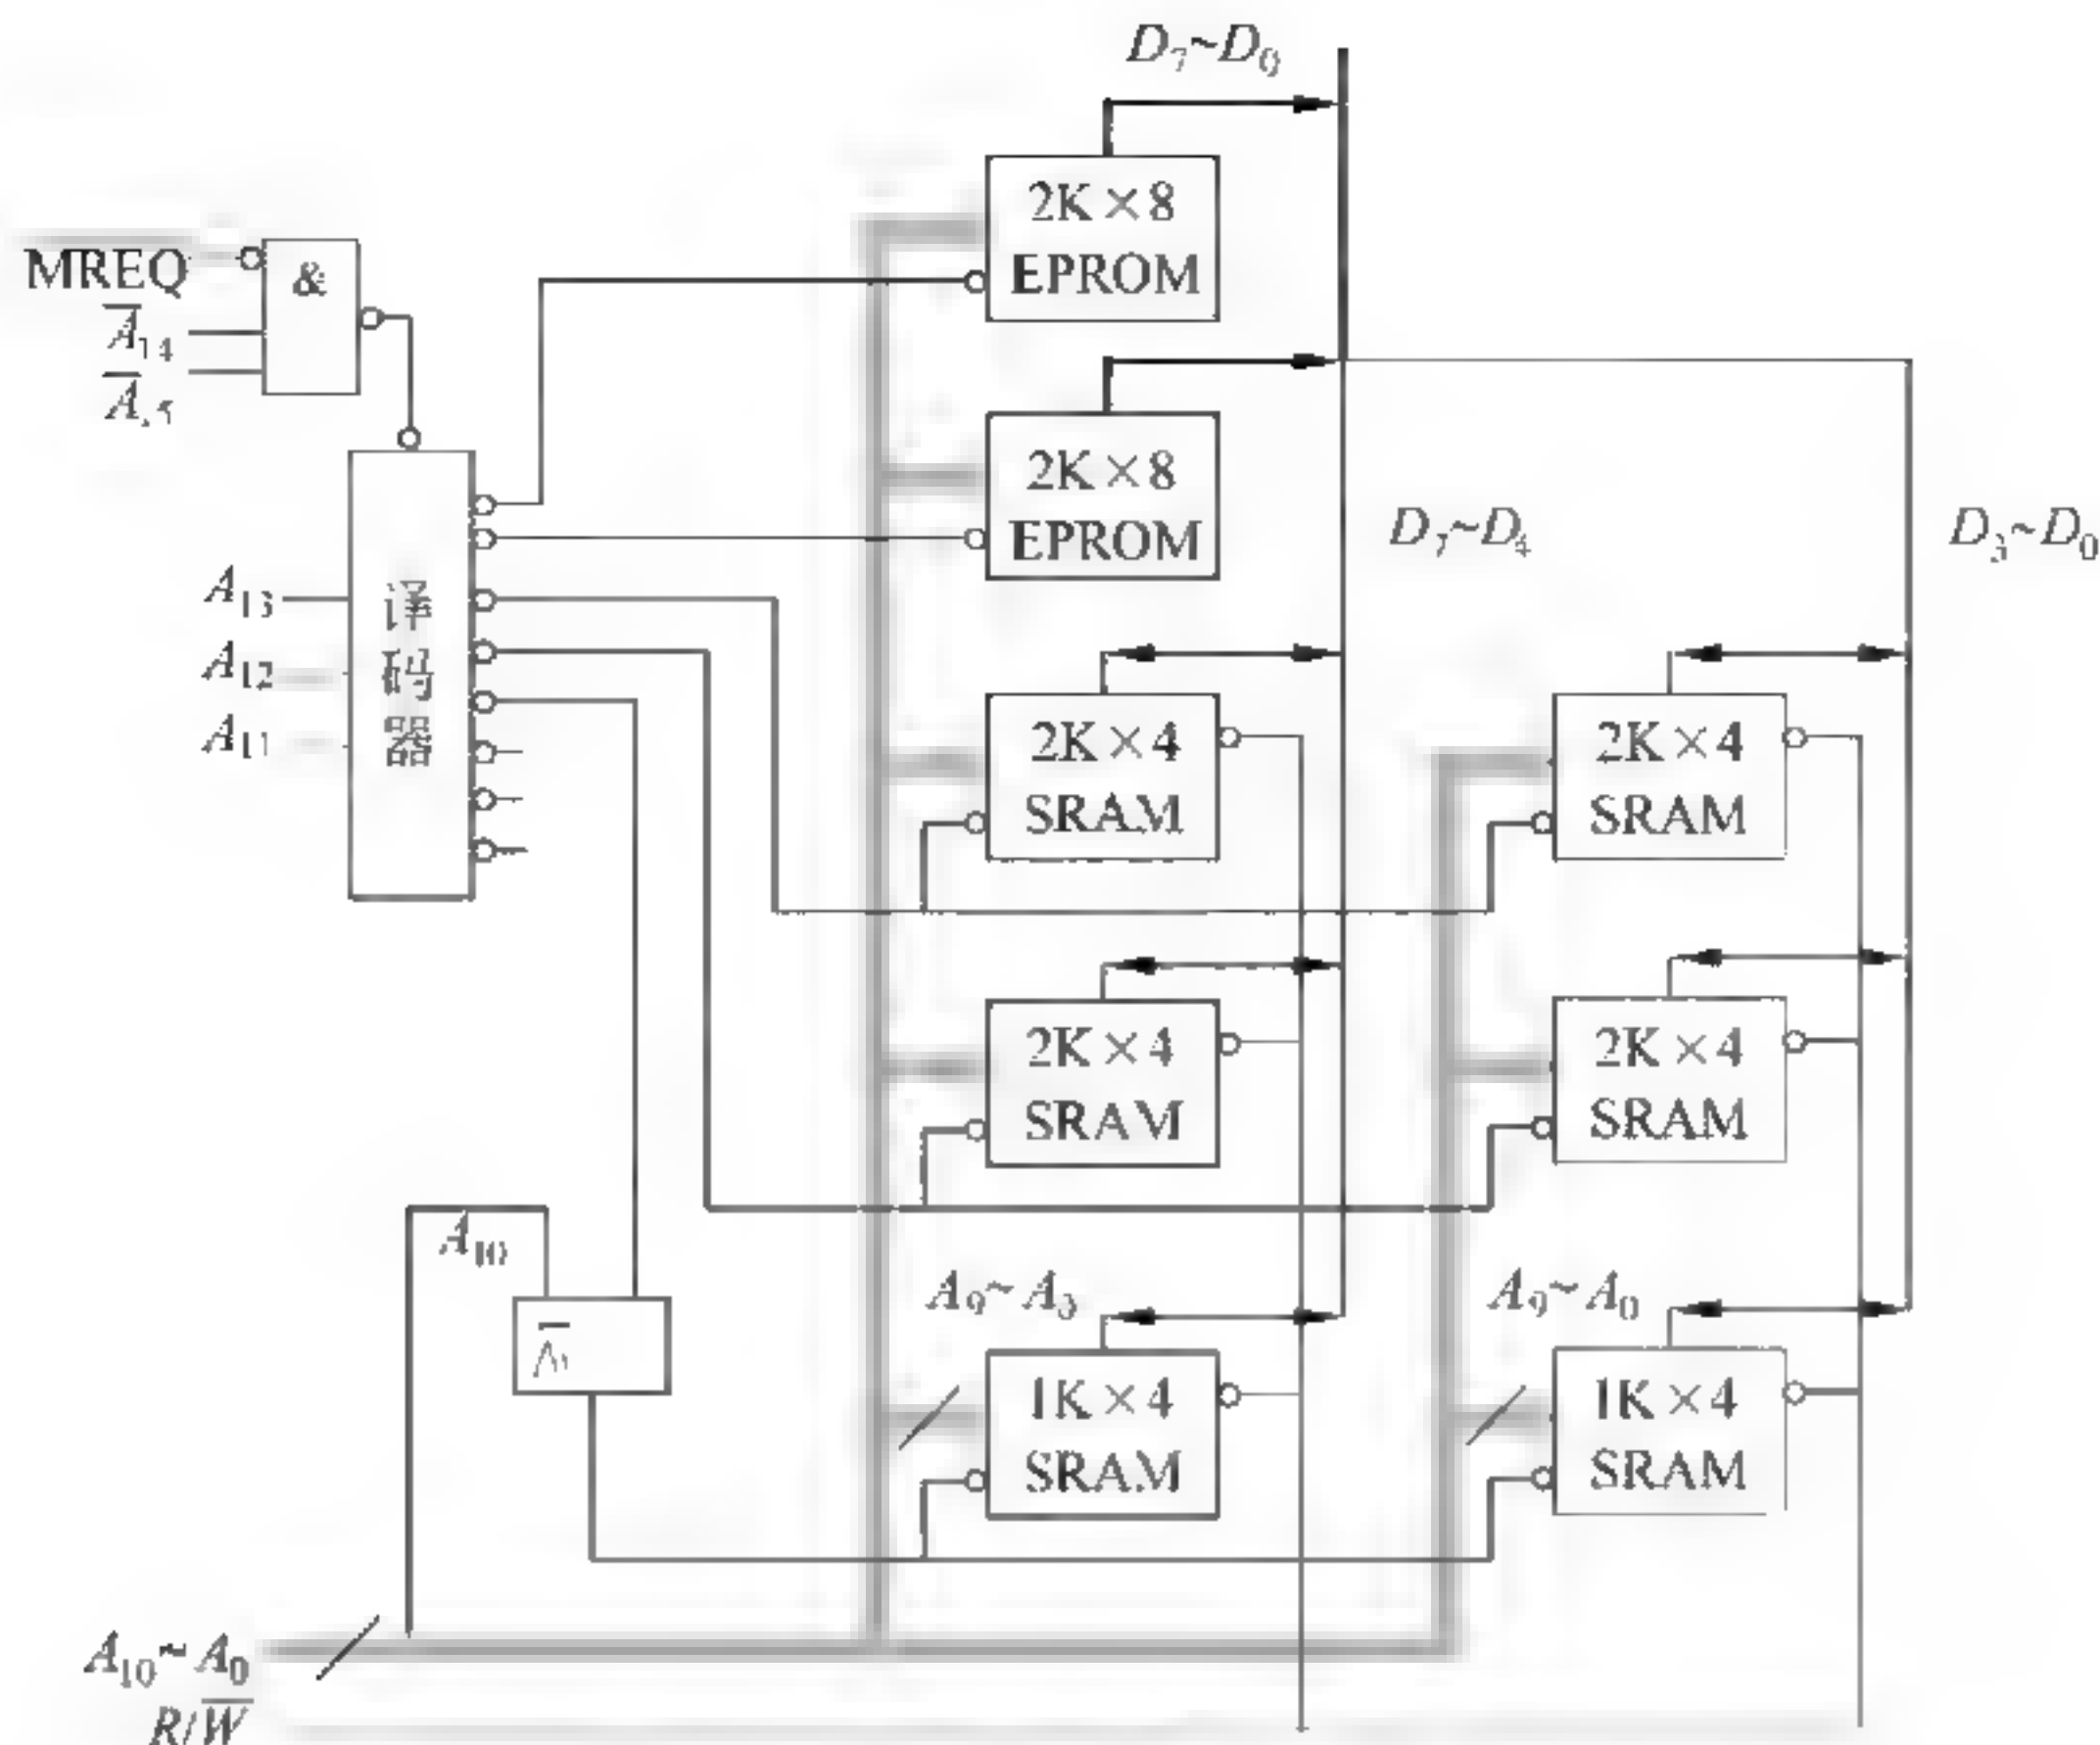 D₇~D₀
2K×8
EPROM
MREQ
&
A̅₁₄
A̅₁₅
2K×8
EPROM
D₇~D₄
D₃~D₀
A₁₃
A₁₂
A₁₁
译码器
2K×4
SRAM
2K×4
SRAM
2K×4
SRAM
2K×4
SRAM
A₁₀
A₉~A₀
A₉~A₀
1K×4
SRAM
1K×4
SRAM
A₁₀~A₀
R/W̅